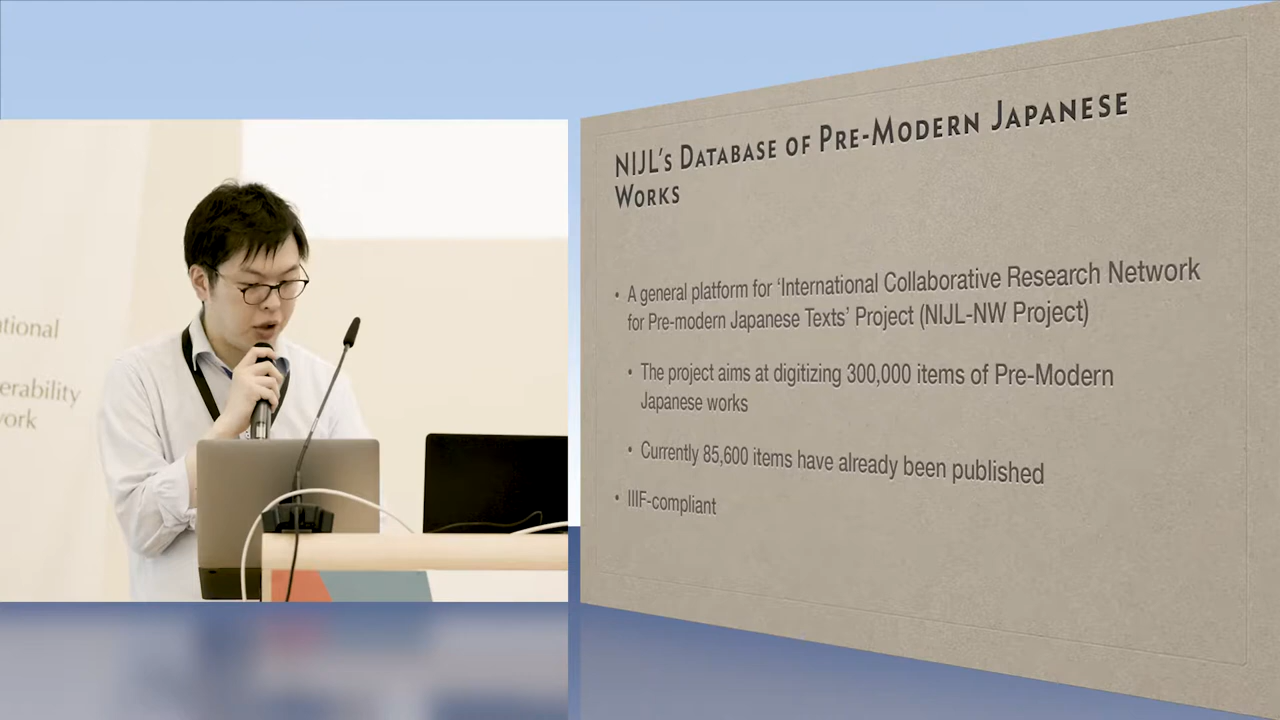 ational
erability
work
NIJL's Database of Pre-Modern Japanese
Works
• A general platform for 'International Collaborative Research Network
for Pre-modern Japanese Texts' Project (NIJL-NW Project)
• The project aims at digitizing 300,000 items of Pre-Modern
Japanese works
• Currently 85,600 items have already been published
• IIIF-compliant